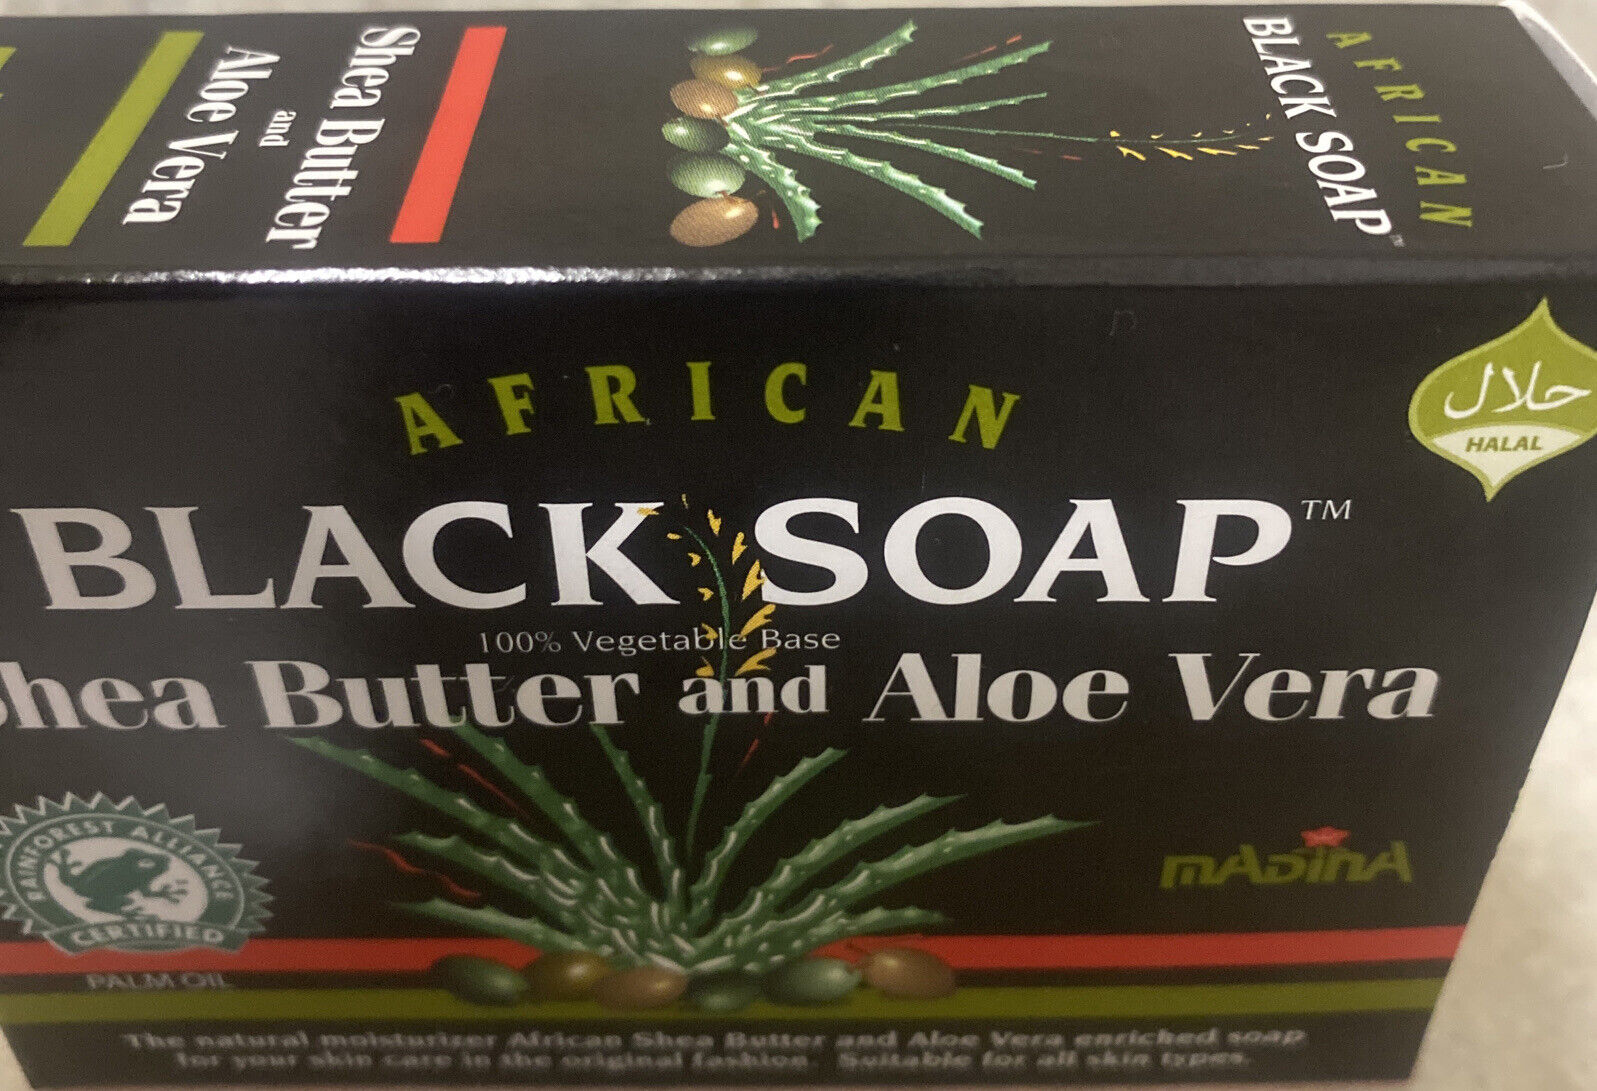 AFRICAN
BLACK SOAP™
Shea Butter
and
Aloe Vera
AFRICAN
BLACK SOAP™
100% Vegetable Base
Shea Butter and Aloe Vera
حلال
HALAL
RAINFOREST ALLIANCE
CERTIFIED
PALM OIL
MADINA
The natural moisturizer African Shea Butter and Aloe Vera enriched soap
for your skin care in the original fashion. Suitable for all skin types.